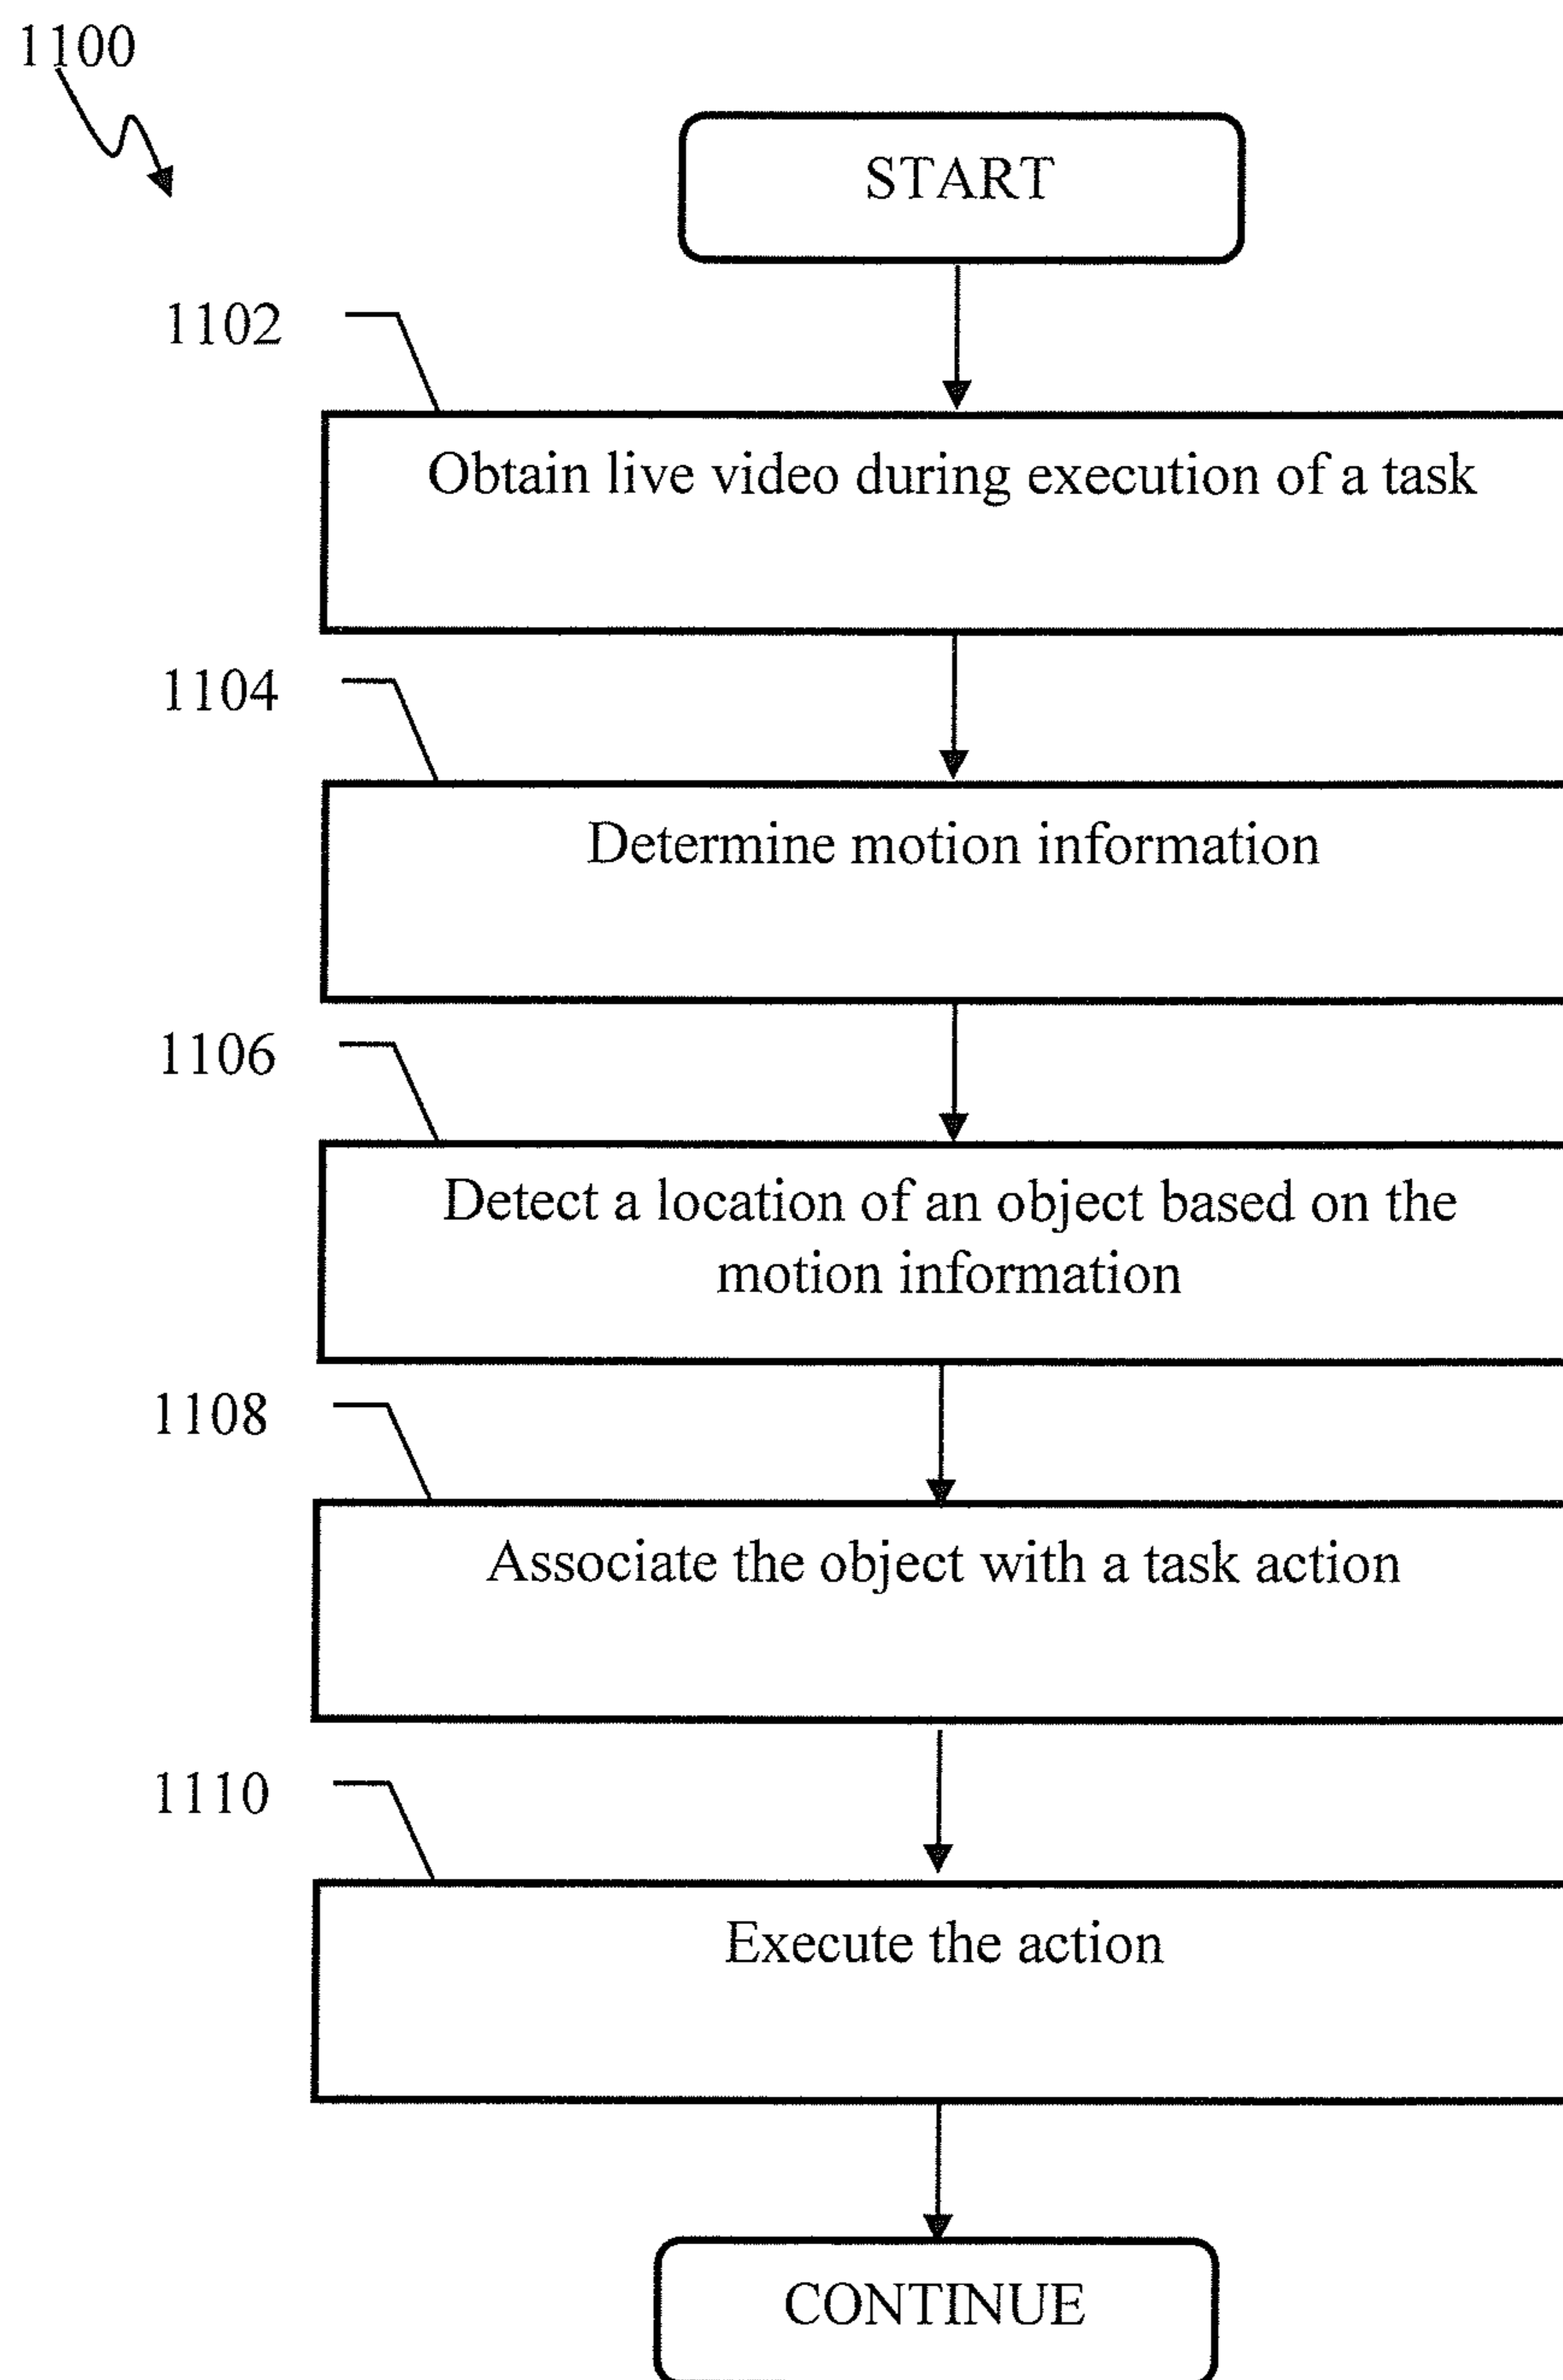 1100
START
1102
Obtain live video during execution of a task
1104
Determine motion information
1106
Detect a location of an object based on the
motion information
1108
Associate the object with a task action
1110
Execute the action
CONTINUE